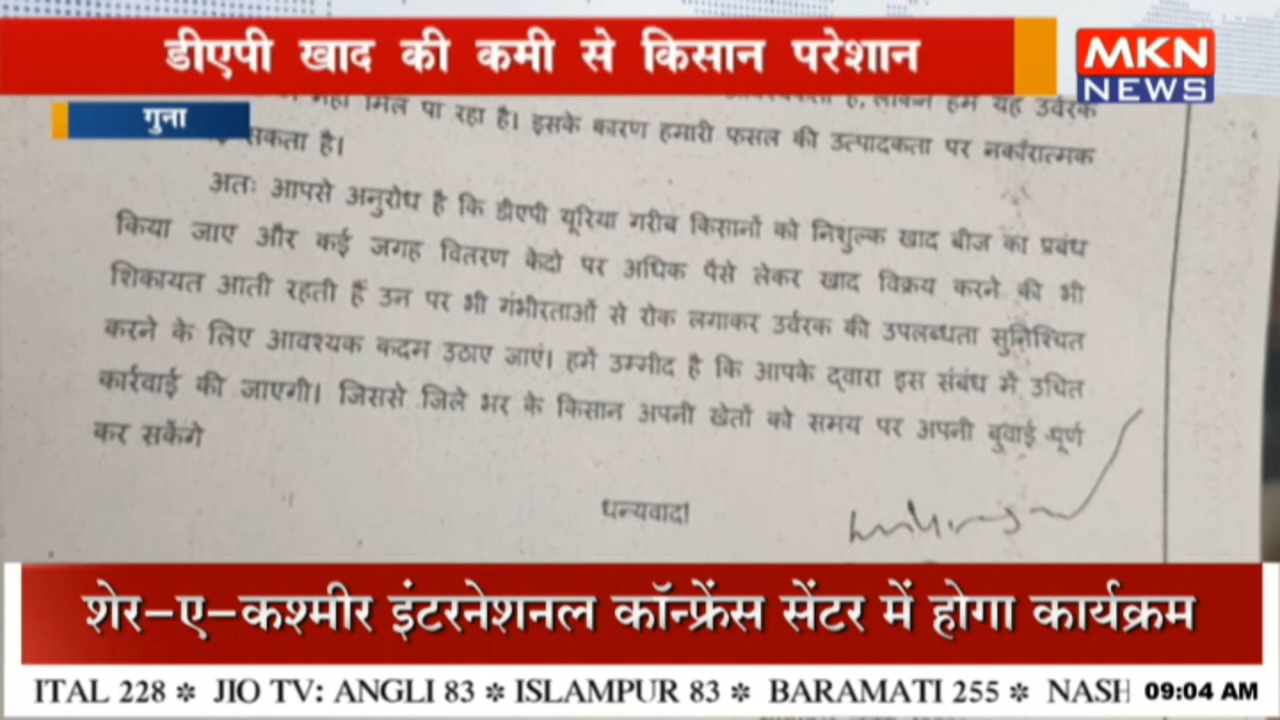 डीएपी खाद की कमी से किसान परेशान
MKN
NEWS
गुना
मिल पा रहा है। इसके कारण हमारी फसल की उत्पादकता पर नकारात्मक
सकता है।
अतः आपसे अनुरोध है कि डीएपी यूरिया गरीब किसानों को निशुल्क खाद बीज का प्रबंध
किया जाए और कई जगह वितरण केदो पर अधिक पैसे लेकर खाद विक्रय करने की भी
शिकायत आती रहती हैं उन पर भी गंभीरताओं से रोक लगाकर उर्वरक की उपलब्धता सुनिश्चित
करने के लिए आवश्यक कदम उठाए जाएं। हमें उम्मीद है कि आपके द्वारा इस संबंध में उचित
कार्रवाई की जाएगी। जिससे जिले भर के किसान अपनी खेतों को समय पर अपनी बुवाई पूर्ण
कर सकेंगे
धन्यवाद।
शेर-ए-कश्मीर इंटरनेशनल कॉन्फ्रेंस सेंटर में होगा कार्यक्रम
ITAL 228 ✲ JIO TV: ANGLI 83 ✲ ISLAMPUR 83 ✲ BARAMATI 255 ✲ NASH 09:04 AM